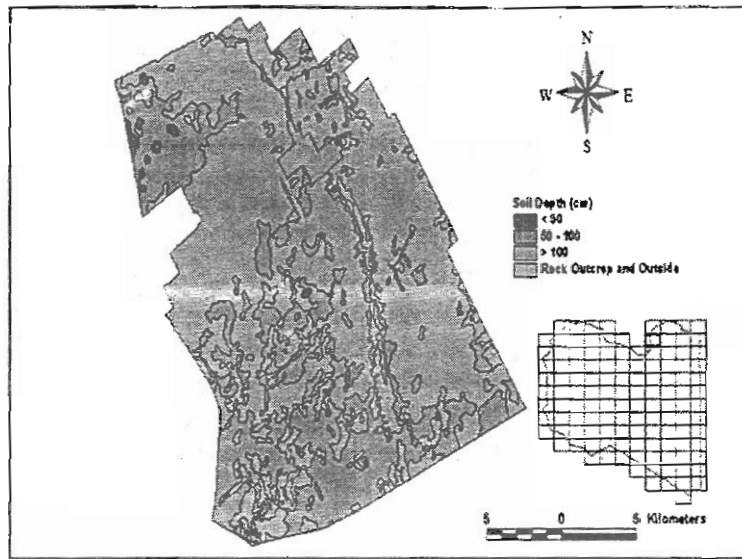 N
W E
S
Soil Depth (cm)
< 50
50 - 100
> 100
Rock Outcrop and Outside
5 0 5 Kilometers